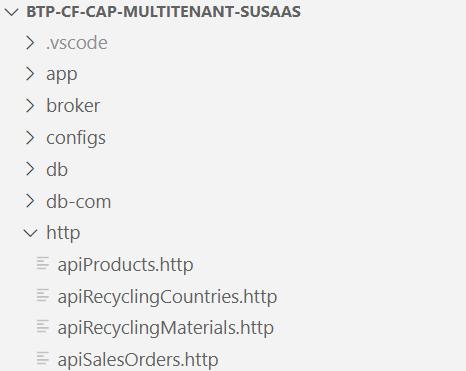 BTP-CF-CAP-MULTITENANT-SUSAAS
.vscode
app
broker
configs
db
db-com
http
apiProducts.http
apiRecyclingCountries.http
apiRecyclingMaterials.http
apiSalesOrders.http